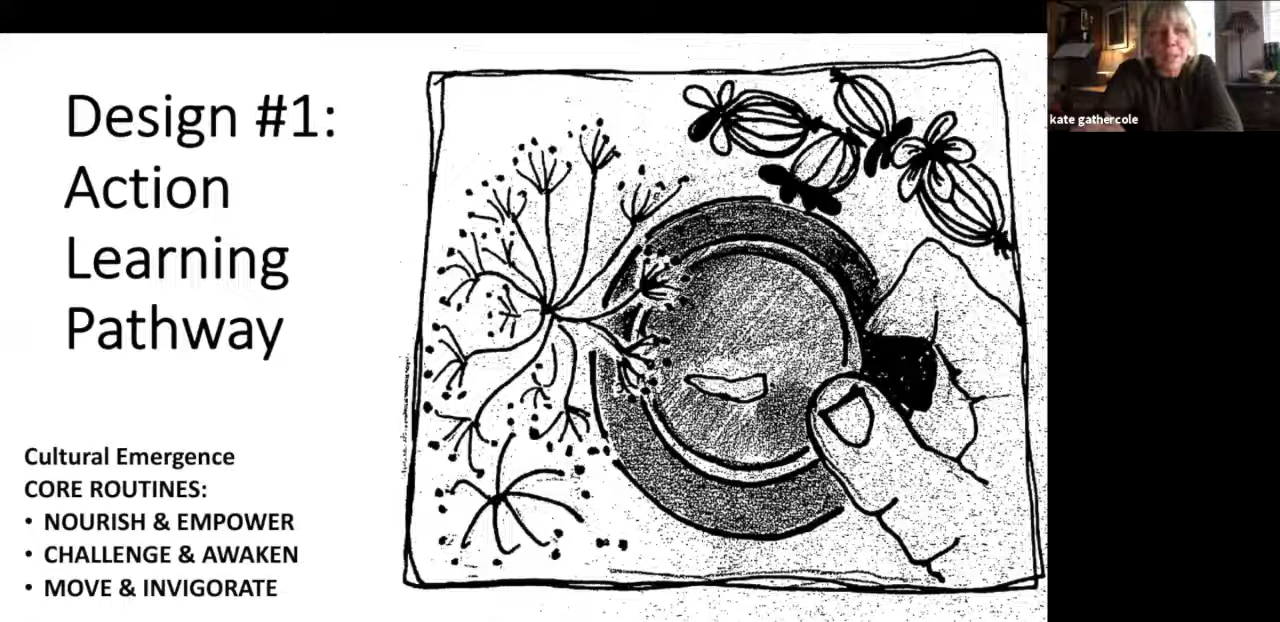 Design #1:
Action
Learning
Pathway
Cultural Emergence
CORE ROUTINES:
• NOURISH & EMPOWER
• CHALLENGE & AWAKEN
• MOVE & INVIGORATE
kate gathercole